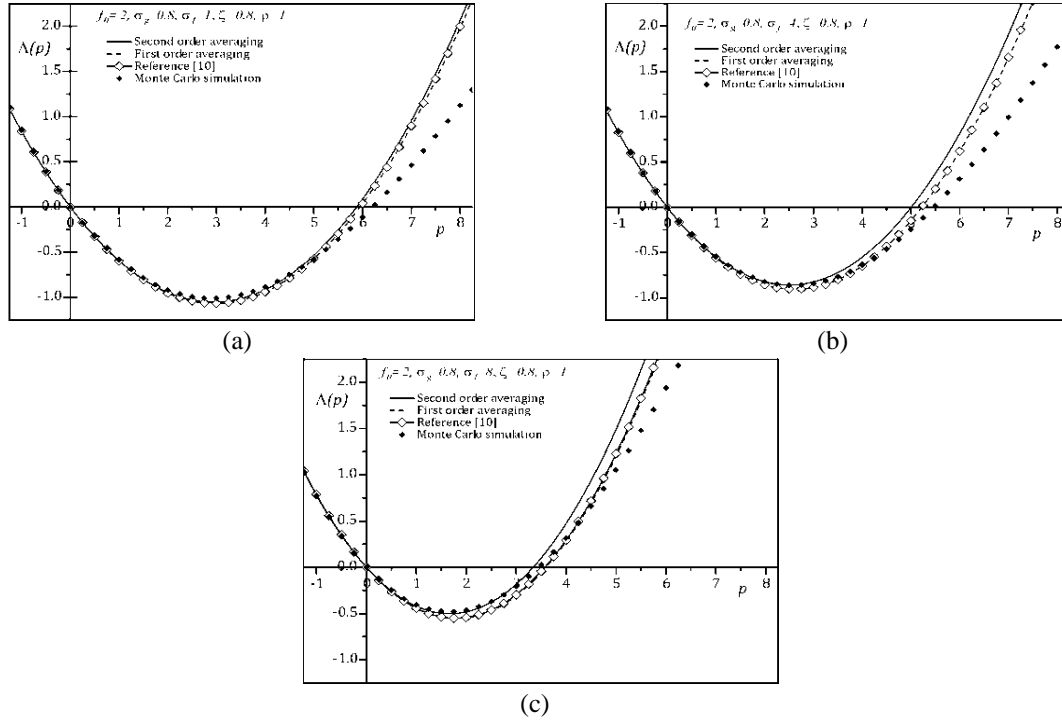 f₀= 2, σg 0.8, σf 1, ζ 0.8, ρ 1
Λ(p)
Second order averaging
First order averaging
Reference [10]
Monte Carlo simulation
2.0
1.5
1.0
0.5
0.0
-0.5
-1.0
-1 0 1 2 3 4 5 6 7 8
p
(a)
f₀= 2, σg 0.8, σf 4, ζ 0.8, ρ 1
Λ(p)
Second order averaging
First order averaging
Reference [10]
Monte Carlo simulation
2.0
1.5
1.0
0.5
0.0
-0.5
-1.0
-1 0 1 2 3 4 5 6 7 8
p
(b)
f₀= 2, σg 0.8, σf 8, ζ 0.8, ρ 1
Λ(p)
Second order averaging
First order averaging
Reference [10]
Monte Carlo simulation
2.0
1.5
1.0
0.5
0.0
-0.5
-1.0
-1 0 1 2 3 4 5 6 7 8
p
(c)